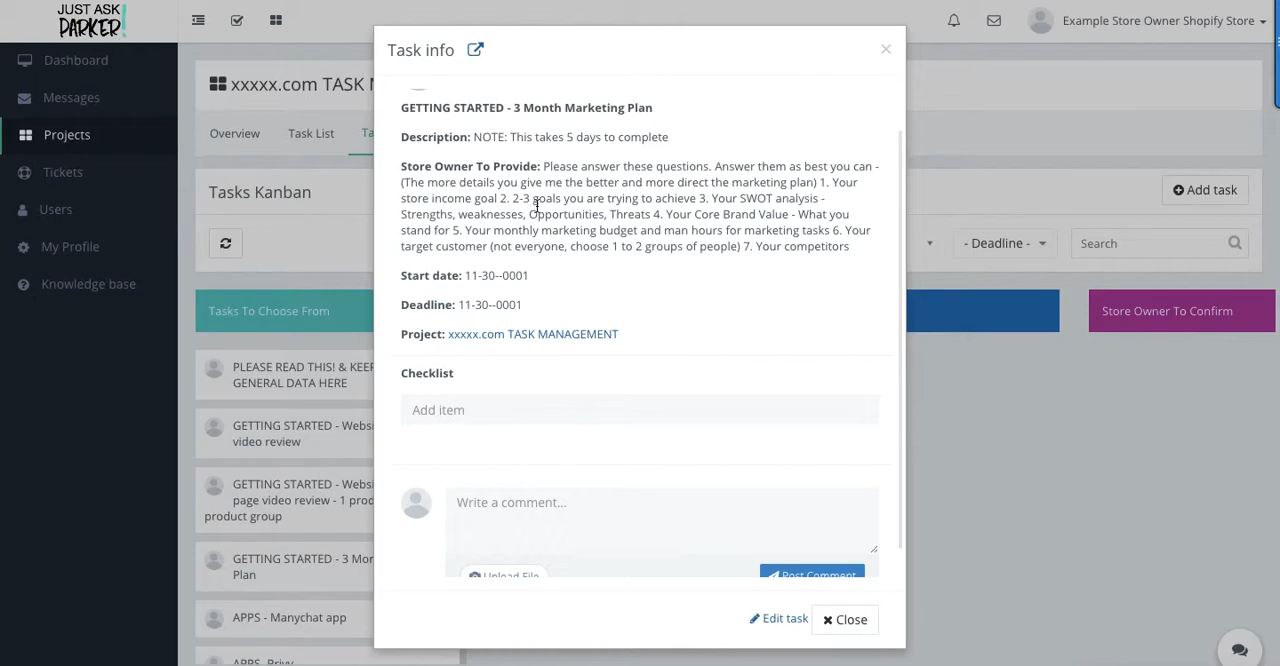 JUST ASK
PARKER!
Example Store Owner Shopify Store
Dashboard
Messages
Projects
Tickets
Users
My Profile
Knowledge base
xxxxx.com TASK
Overview
Task List
Ta
Tasks Kanban
Add task
- Deadline -
Search
Tasks To Choose From
Store Owner To Confirm
PLEASE READ THIS! & KEEP
GENERAL DATA HERE
GETTING STARTED - Websi
video review
GETTING STARTED - Websi
page video review - 1 prod
product group
GETTING STARTED - 3 Mor
Plan
APPS - Manychat app
APPS- Privy
Task info
×
GETTING STARTED - 3 Month Marketing Plan
Description: NOTE: This takes 5 days to complete
Store Owner To Provide: Please answer these questions. Answer them as best you can -
(The more details you give me the better and more direct the marketing plan) 1. Your
store income goal 2. 2-3 goals you are trying to achieve 3. Your SWOT analysis -
Strengths, weaknesses, Opportunities, Threats 4. Your Core Brand Value - What you
stand for 5. Your monthly marketing budget and man hours for marketing tasks 6. Your
target customer (not everyone, choose 1 to 2 groups of people) 7. Your competitors
Start date: 11-30--0001
Deadline: 11-30--0001
Project: xxxxx.com TASK MANAGEMENT
Checklist
Add item
Write a comment...
Upload File
Post Comment
Edit task
Close